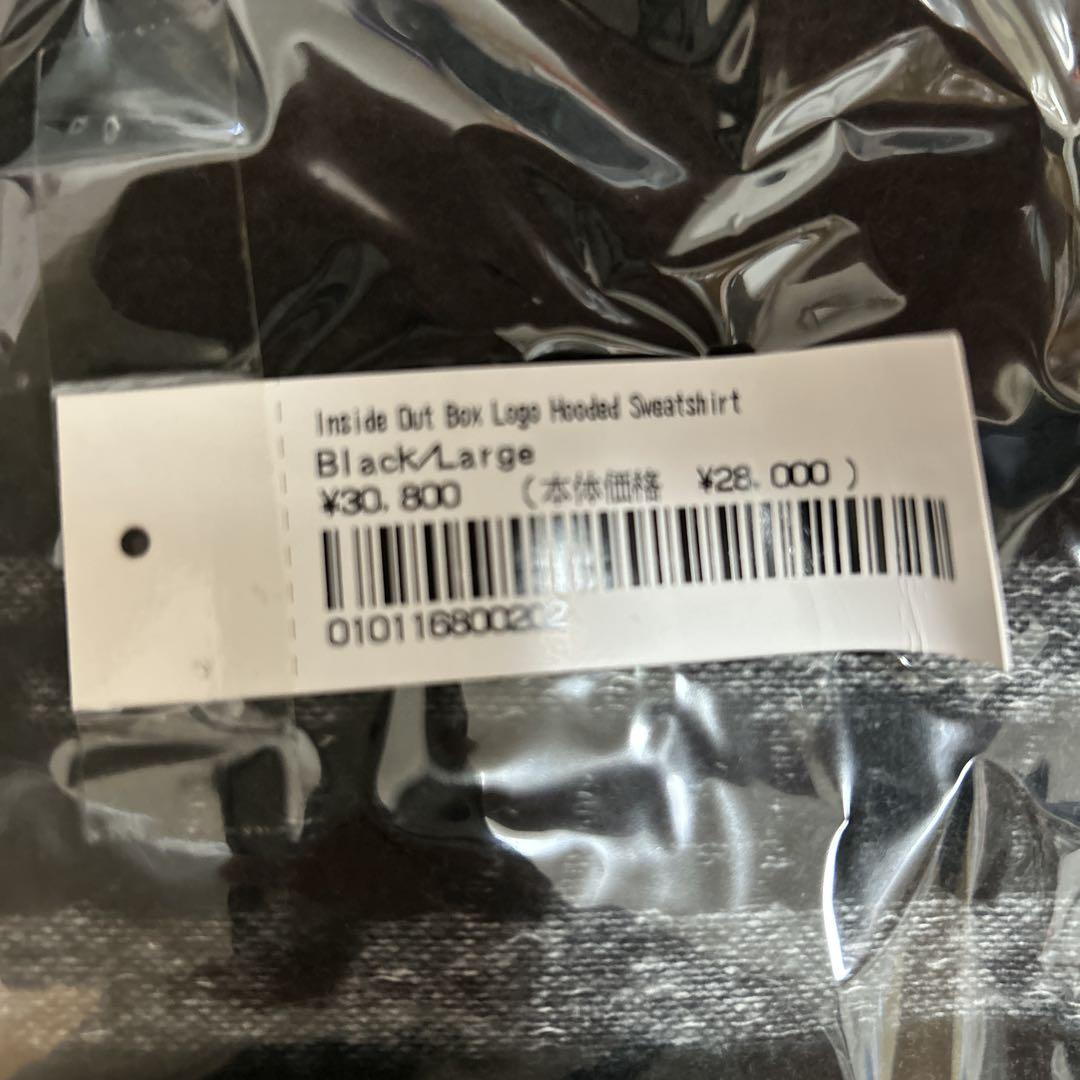 Inside Out Box Logo Hooded Sweatshirt
Black/Large
¥30.800 (本体価格 ¥28.000)
010116800202